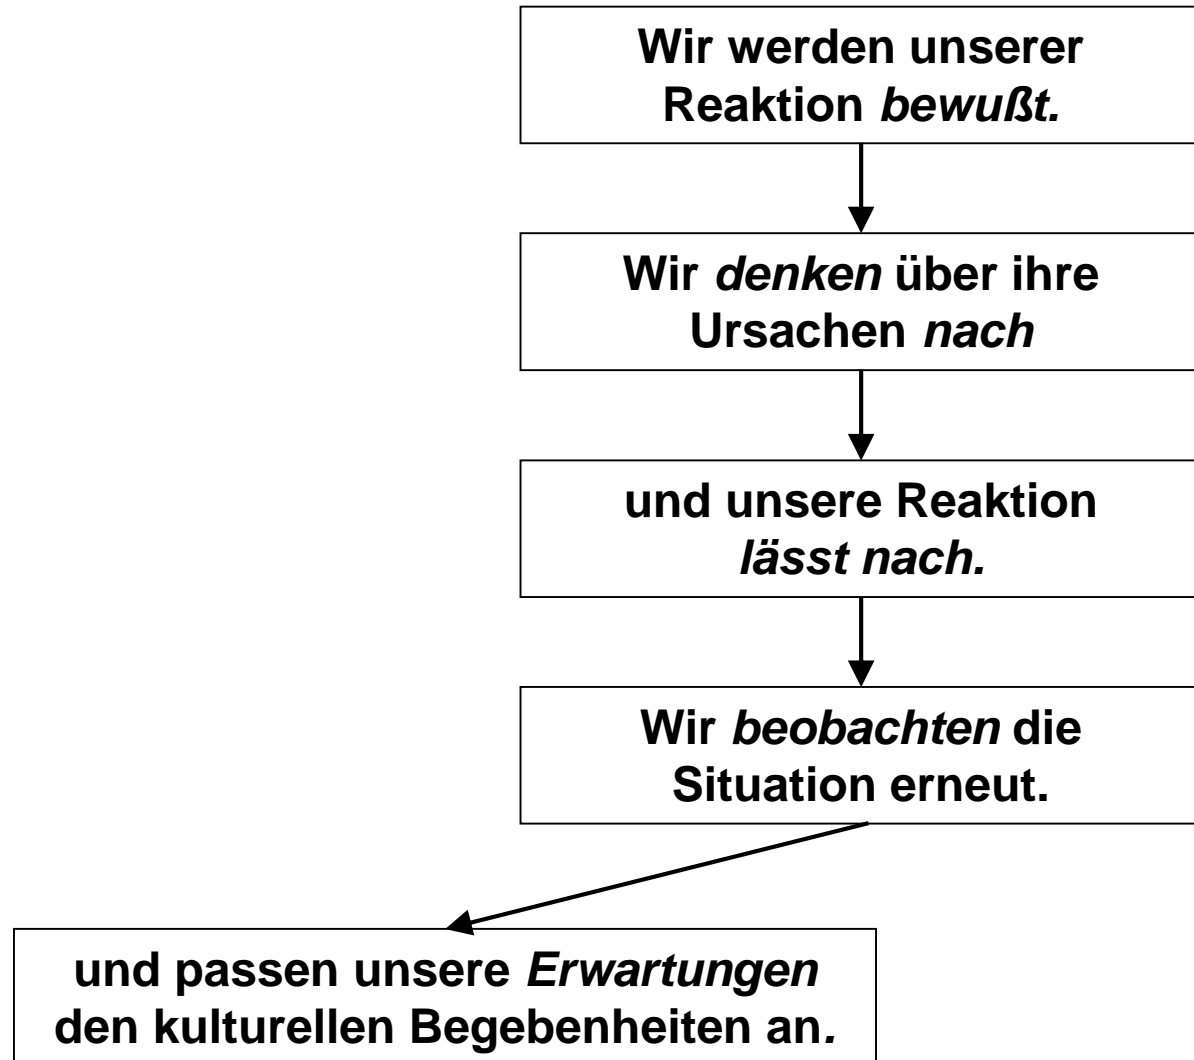 Wir werden unserer
Reaktion bewußt.
Wir denken über ihre
Ursachen nach
und unsere Reaktion
lässt nach.
Wir beobachten die
Situation erneut.
und passen unsere Erwartungen
den kulturellen Begebenheiten an.